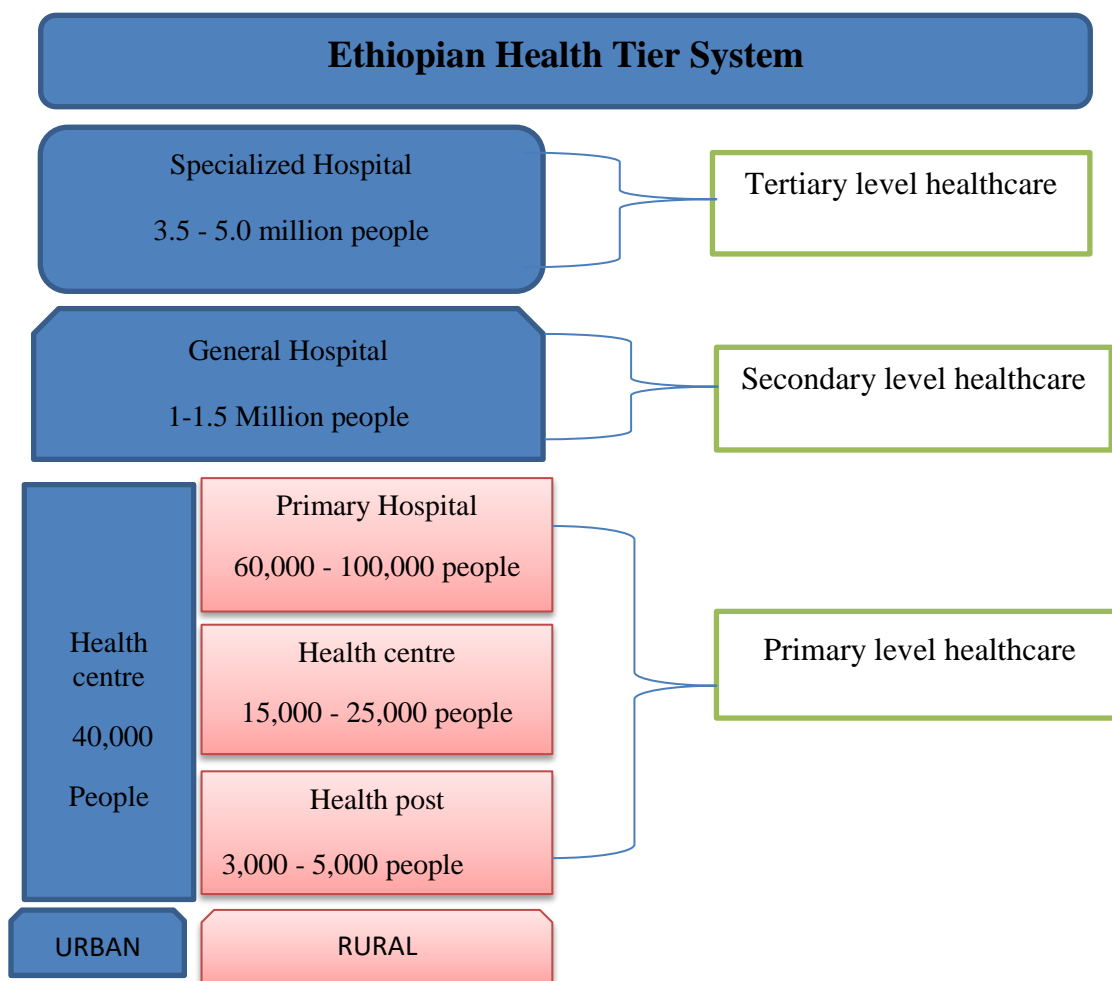 Ethiopian Health Tier System
Specialized Hospital
3.5 - 5.0 million people
Tertiary level healthcare
General Hospital
1-1.5 Million people
Secondary level healthcare
Health
centre
40,000
People
Primary Hospital
60,000 - 100,000 people
Health centre
15,000 - 25,000 people
Health post
3,000 - 5,000 people
Primary level healthcare
URBAN
RURAL